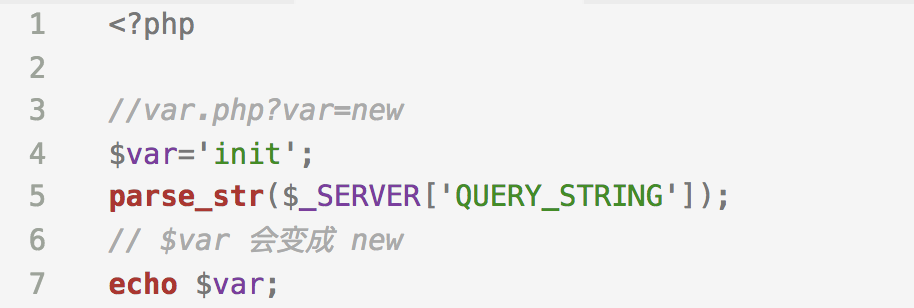 1 <?php
2
3 //var.php?var=new
4 $var='init';
5 parse_str($_SERVER['QUERY_STRING']);
6 // $var 会变成 new
7 echo $var;